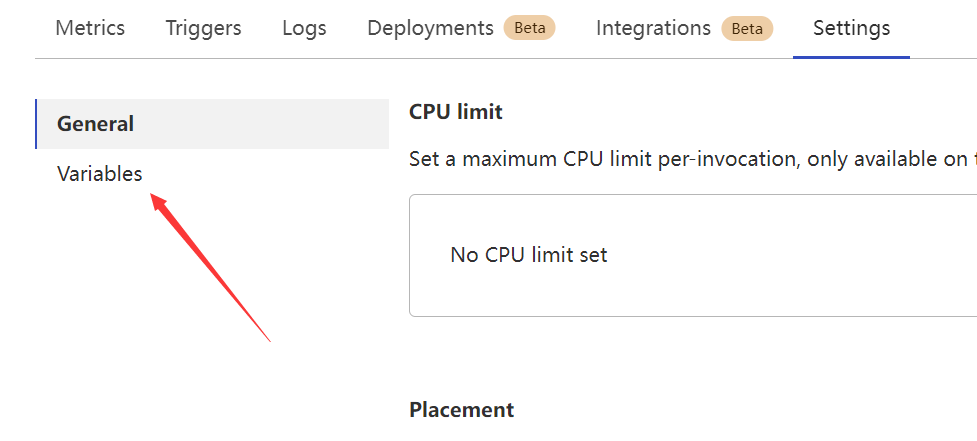 Metrics Triggers Logs Deployments Beta Integrations Beta Settings
General
Variables
CPU limit
Set a maximum CPU limit per-invocation, only available on
No CPU limit set
Placement